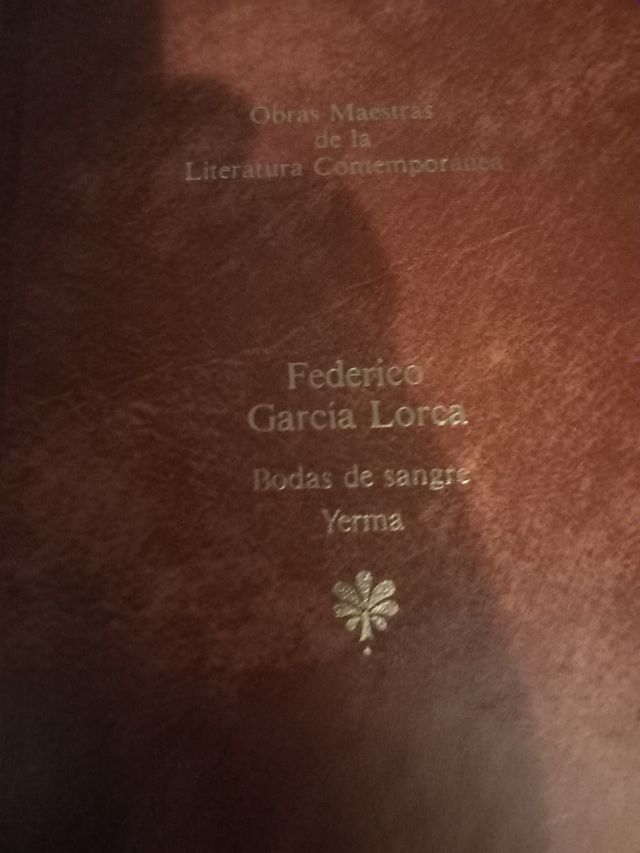 Obras Maestras
de la
Literatura Contemporánea
Federico
García Lorca
Bodas de sangre
Yerma